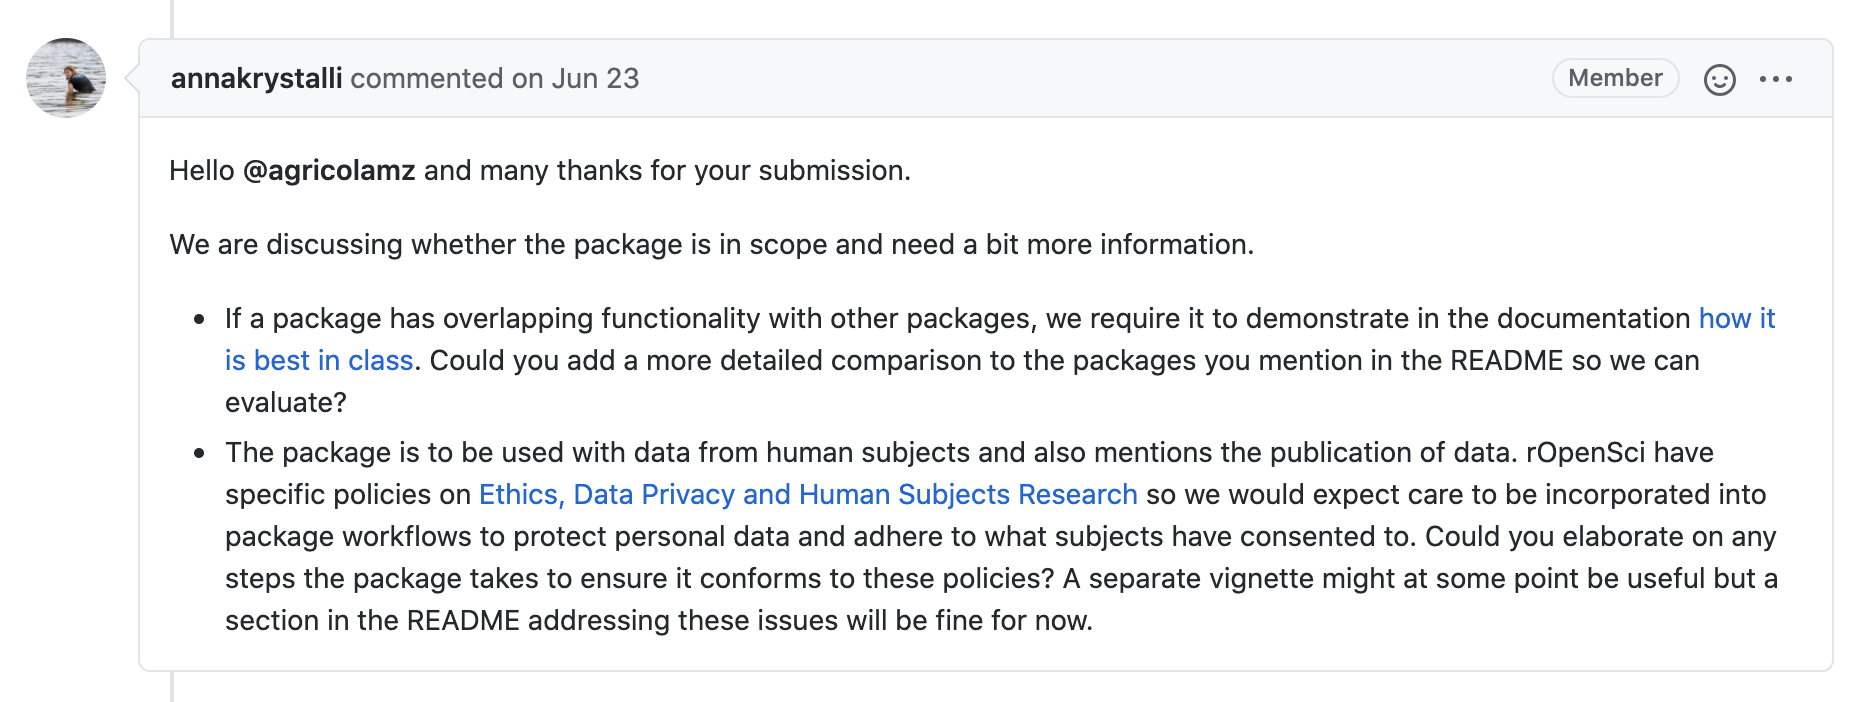 annakrystalli commented on Jun 23
Member
Hello @agricolamz and many thanks for your submission.
We are discussing whether the package is in scope and need a bit more information.
If a package has overlapping functionality with other packages, we require it to demonstrate in the documentation how it
is best in class. Could you add a more detailed comparison to the packages you mention in the README so we can
evaluate?
The package is to be used with data from human subjects and also mentions the publication of data. rOpenSci have
specific policies on Ethics, Data Privacy and Human Subjects Research so we would expect care to be incorporated into
package workflows to protect personal data and adhere to what subjects have consented to. Could you elaborate on any
steps the package takes to ensure it conforms to these policies? A separate vignette might at some point be useful but a
section in the README addressing these issues will be fine for now.